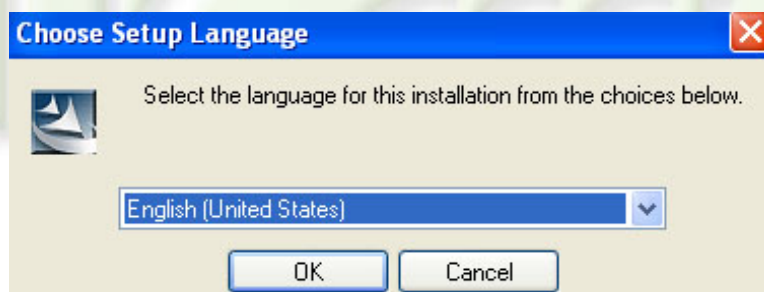 Choose Setup Language
Select the language for this installation from the choices below.
English (United States)
OK
Cancel